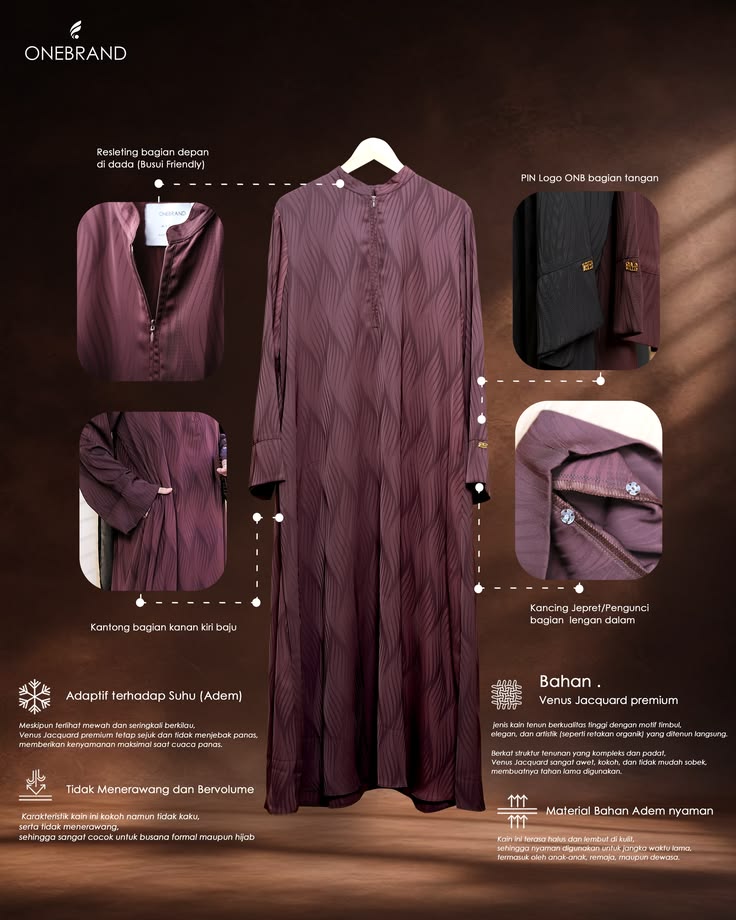 ONEBRAND
Resleting bagian depan
di dada (Busui Friendly)
PIN Logo ONB bagian tangan
ONEBRAND
Kantong bagian kanan kiri baju
Kancing Jepret/Pengunci
bagian lengan dalam
Adaptif terhadap Suhu (Adem)
Meskipun terlihat mewah dan seringkali berkilau,
Venus Jacquard premium tetap sejuk dan tidak menjebak panas,
memberikan kenyamanan maksimal saat cuaca panas.
Tidak Menerawang dan Bervolume
Karakteristik kain ini kokoh namun tidak kaku,
serta tidak menerawang,
sehingga sangat cocok untuk busana formal maupun hijab
Bahan .
Venus Jacquard premium
jenis kain tenun berkualitas tinggi dengan motif timbul,
elegan, dan artistik (seperti retakan organik) yang ditenun langsung.
Berkat struktur tenunan yang kompleks dan padat,
Venus Jacquard sangat awet, kokoh, dan tidak mudah sobek,
membuatnya tahan lama digunakan.
Material Bahan Adem nyaman
Kain ini terasa halus dan lembut di kulit,
sehingga nyaman digunakan untuk jangka waktu lama,
termasuk oleh anak-anak, remaja, maupun dewasa.